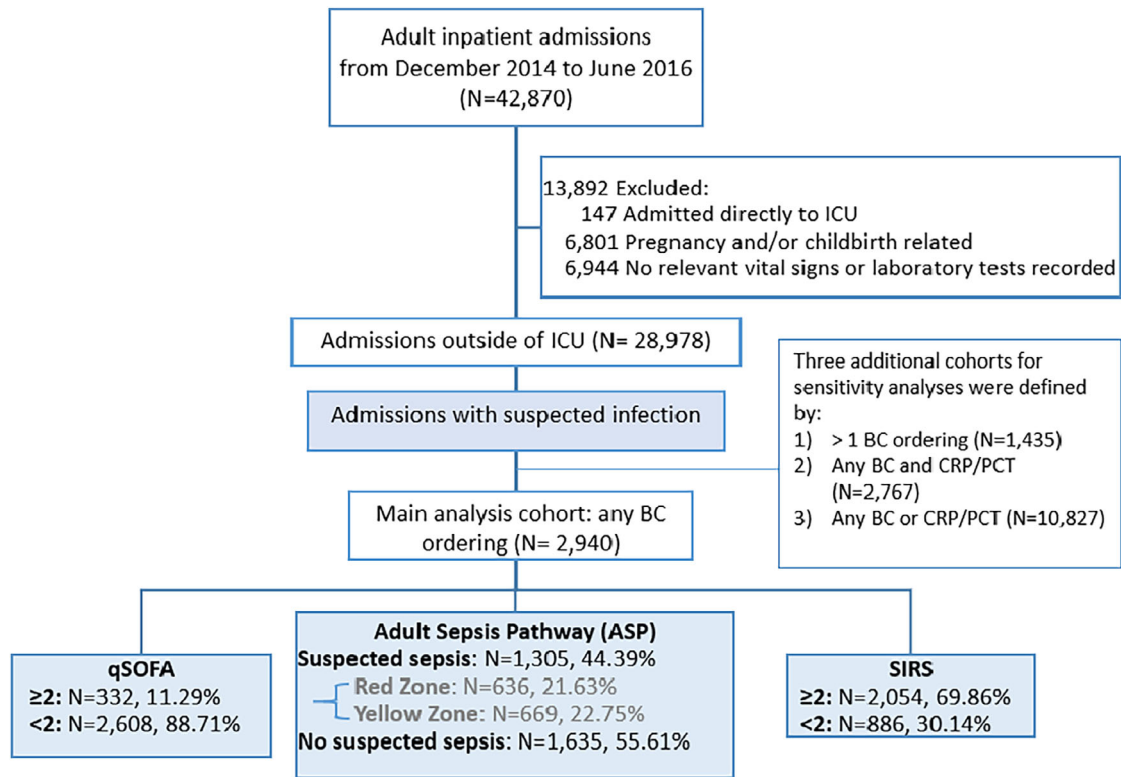 Adult inpatient admissions
from December 2014 to June 2016
(N=42,870)
13,892 Excluded:
147 Admitted directly to ICU
6,801 Pregnancy and/or childbirth related
6,944 No relevant vital signs or laboratory tests recorded
Admissions outside of ICU (N= 28,978)
Three additional cohorts for
sensitivity analyses were defined
by:
1) > 1 BC ordering (N=1,435)
2) Any BC and CRP/PCT
(N=2,767)
3) Any BC or CRP/PCT (N=10,827)
Admissions with suspected infection
Main analysis cohort: any BC
ordering (N= 2,940)
qSOFA
≥2: N=332, 11.29%
<2: N=2,608, 88.71%
Adult Sepsis Pathway (ASP)
Suspected sepsis: N=1,305, 44.39%
Red Zone: N=636, 21.63%
Yellow Zone: N=669, 22.75%
No suspected sepsis: N=1,635, 55.61%
SIRS
≥2: N=2,054, 69.86%
<2: N=886, 30.14%